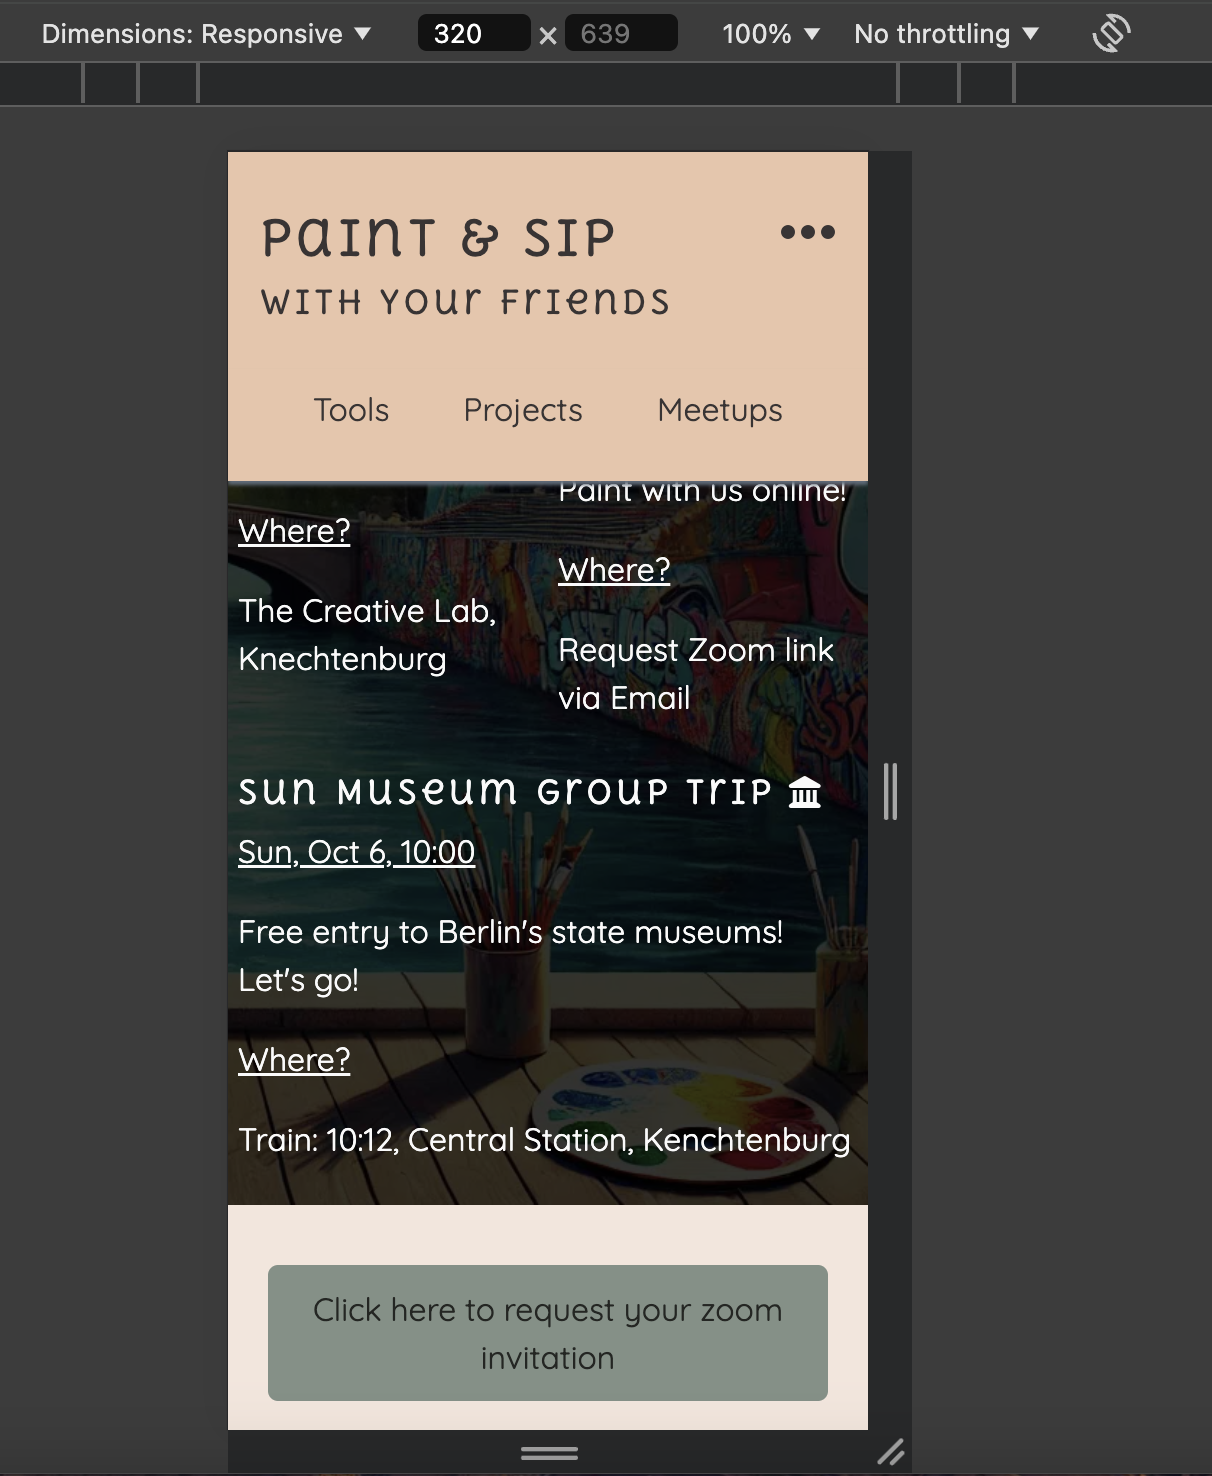 Dimensions: Responsive ▼ 320 × 639 100% ▼ No throttling ▼
Paint & Sip
with your friends
Tools Projects Meetups
Where?
The Creative Lab,
Knechtenburg
Paint with us online!
Where?
Request Zoom link
via Email
Sun Museum Group Trip
Sun, Oct 6, 10:00
Free entry to Berlin's state museums!
Let's go!
Where?
Train: 10:12, Central Station, Kenchtenburg
Click here to request your zoom
invitation